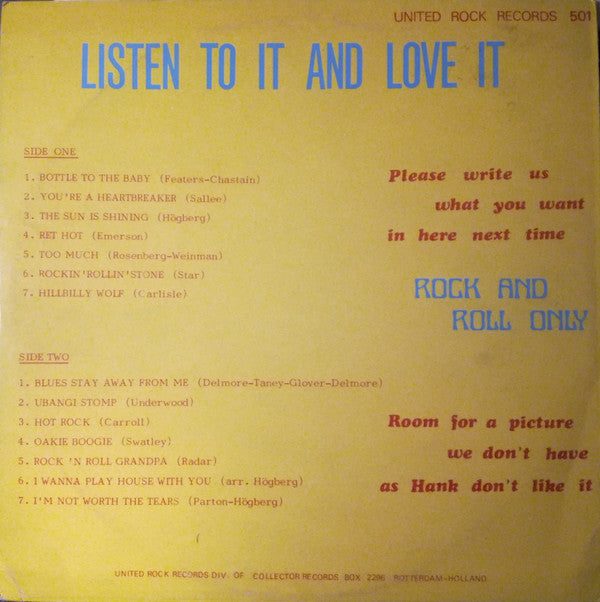 UNITED ROCK RECORDS 501
LISTEN TO IT AND LOVE IT
SIDE ONE
1. BOTTLE TO THE BABY (Featers-Chastain)
2. YOU'RE A HEARTBREAKER (Sallee)
3. THE SUN IS SHINING (Högberg)
4. RET HOT (Emerson)
5. TOO MUCH (Rosenberg-Weinman)
6. ROCKIN'ROLLIN'STONE (Star)
7. HILLBILLY WOLF (Carlisle)
Please write us
what you want
in here next time
ROCK AND
ROLL ONLY
SIDE TWO
1. BLUES STAY AWAY FROM ME (Delmore-Taney-Glover-Delmore)
2. UBANGI STOMP (Underwood)
3. HOT ROCK (Carroll)
4. OAKIE BOOGIE (Swatley)
5. ROCK 'N ROLL GRANDPA (Radar)
6. I WANNA PLAY HOUSE WITH YOU (arr. Högberg)
7. I'M NOT WORTH THE TEARS (Parton-Högberg)
Room for a picture
we don't have
as Hank don't like it
UNITED ROCK RECORDS DIV. OF COLLECTOR RECORDS BOX 2296 ROTTERDAM-HOLLAND.